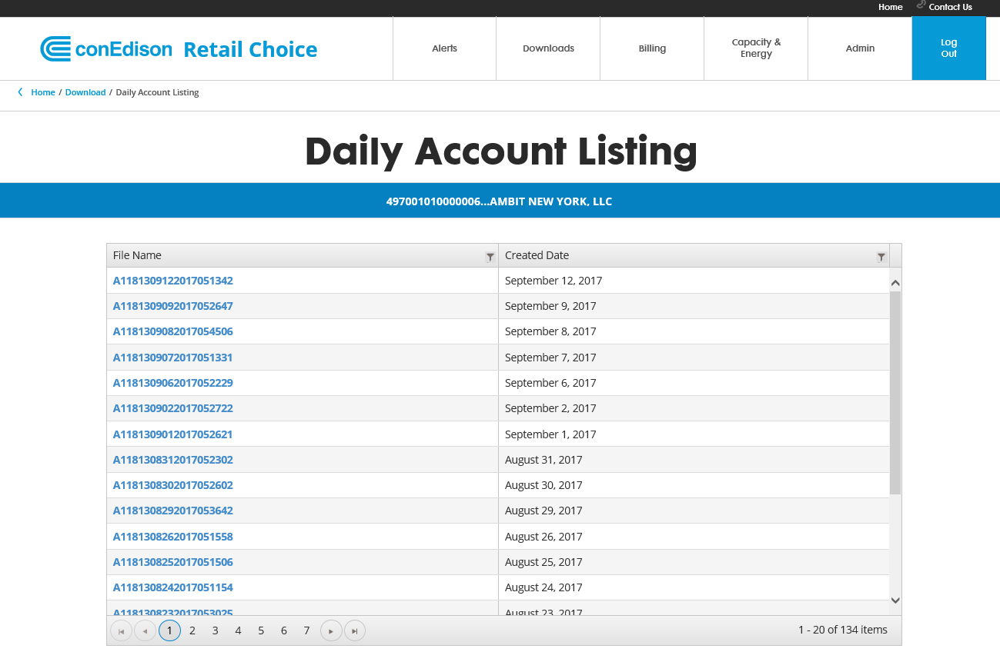 Home Contact Us
conEdison Retail Choice Alerts Downloads Billing Capacity & Energy Admin Log Out
Home / Download / Daily Account Listing
Daily Account Listing
497001010000006...AMBIT NEW YORK, LLC
File Name Created Date
A1181309122017051342 September 12, 2017
A1181309092017052647 September 9, 2017
A1181309082017054506 September 8, 2017
A1181309072017051331 September 7, 2017
A1181309062017052229 September 6, 2017
A1181309022017052722 September 2, 2017
A1181309012017052621 September 1, 2017
A1181308312017052302 August 31, 2017
A1181308302017052602 August 30, 2017
A1181308292017053642 August 29, 2017
A1181308262017051558 August 26, 2017
A1181308252017051506 August 25, 2017
A1181308242017051154 August 24, 2017
A1181308232017053025 August 23, 2017
1 2 3 4 5 6 7 1 - 20 of 134 items